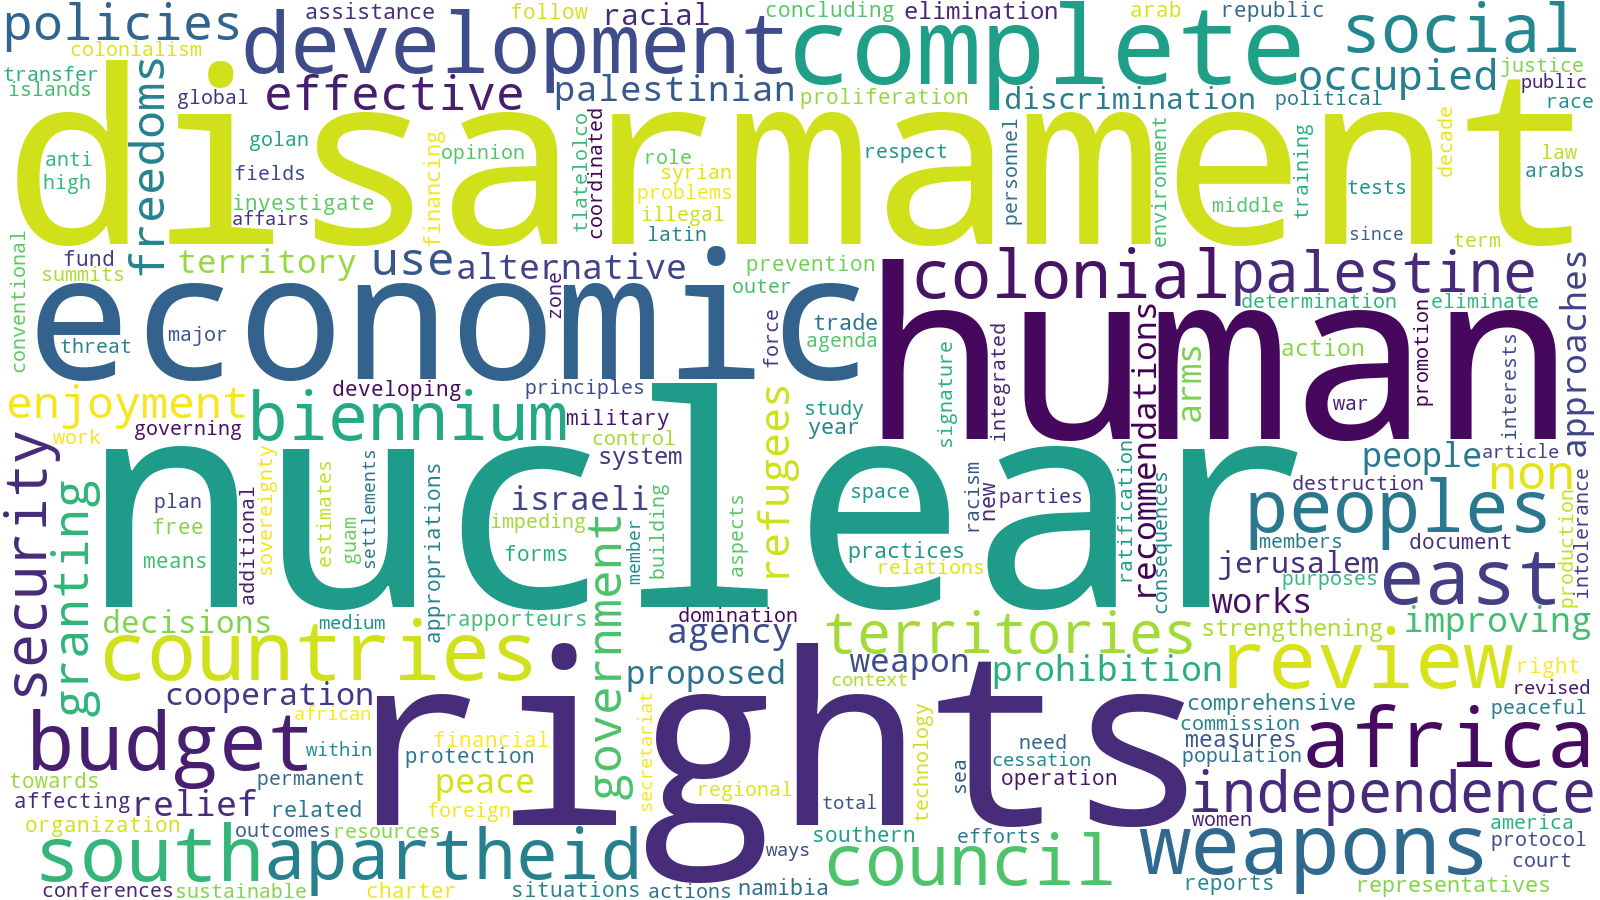 policies
assistance
follow
racial
concluding
elimination
arab
republic
social
colonialism
development
complete
transfer
islands
freedoms
global
effective
palestinian
proliferation
discrimination
occupied
political
justice
public
race
disarmament
anti
high
golan
fields
investigate
affairs
financing
opinion
tlatelolco
coordinated
role
syrian
problems
illegal
latin
respect
personnel
environment
middle
training
tests
since
decade
law
arabs
term
conventional
fund
summits
territory
use
alternative
zone
prevention
outer
colonial
palestine
determination
eliminate
approaches
economic
threat
major
force
trade
agenda
human
signature
integrated
recommendations
arms
action
promotion
war
interests
enjoyment
developing
principles
biennium
governing
work
military
control
system
refugees
study
year
people
article
non
security
granting
nuclear
plan
free
means
additional
sovereignty
estimates
guam
settlements
appropriations
israeli
impeding
forms
government
member
building
aspects
space
practices
relations
racism
new
parties
ratification
consequences
destruction
peoples
members
document
production
intolerance
jerusalem
purposes
east
works
decisions
medium
rapporteurs
domination
agency
territories
strengthening
improving
countries
proposed
weapon
context
prohibition
review
right
cooperation
revised
rights
african
budget
within
financial
protection
secretariat
technology
need
cessation
operation
sea
comprehensive
commission
measures
population
peaceful
africa
towards
permanent
peace
regional
affecting
relief
related
foreign
total
independence
organization
outcomes
resources
southern
efforts
women
america
south
apartheid
ways
council
weapons
protocol
court
conferences
sustainable
charter
situations
actions
namibia
reports
representatives